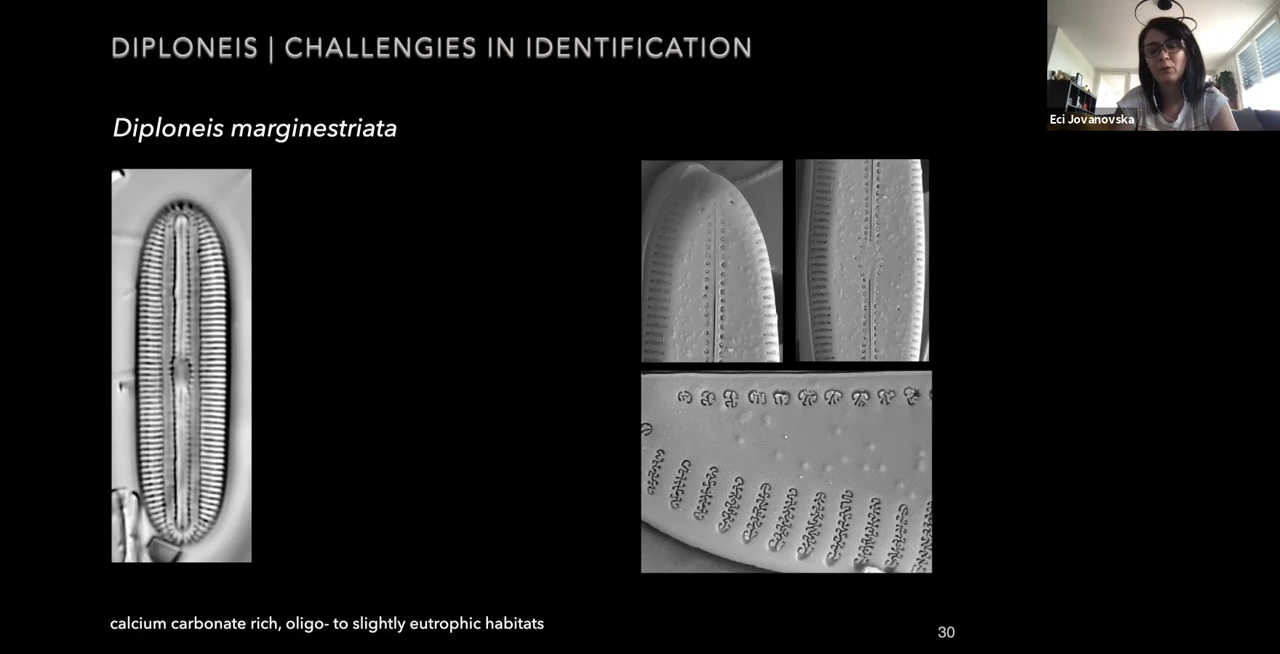 DIPLONEIS | CHALLENGIES IN IDENTIFICATION
Diploneis marginestriata
Eci Jovanovska
calcium carbonate rich, oligo- to slightly eutrophic habitats
30